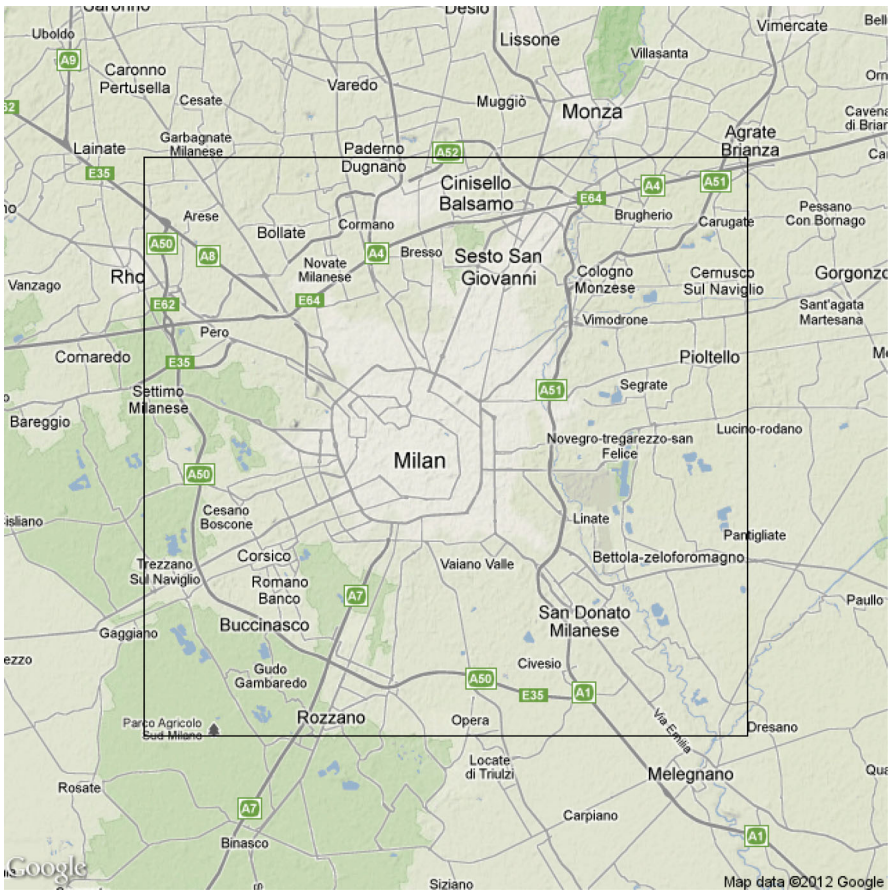 Saronno
Desio
Uboldo
Lissone
Vimercate
A9
Villasanta
Caronno
Pertusella
Varedo
Cesate
Muggiò
Monza
Lainate
Garbagnate
Milanese
Paderno
Dugnano
A52
Agrate
Brianza
E35
Cinisello
Balsamo
A4
A51
E64
Arese
Brugherio
Pessano
Con Bornago
Bollate
Cormano
Carugate
A50
A8
A4
Bresso
Sesto San
Giovanni
Novate
Milanese
Rho
Cologno
Monzese
Cernusco
Sul Naviglio
Vanzago
E62
E64
Sant'agata
Martesana
Pero
Vimodrone
Cornaredo
E35
Pioltello
Settimo
Milanese
A51
Segrate
Bareggio
Lucino-rodano
Novegro-tregarezzo-san
Felice
Milan
A50
Cesano
Boscone
Linate
Pantigliate
Corsico
Trezzano
Sul Naviglio
Vaiano Valle
Bettola-zeloforomagno
Romano
Banco
A7
Paullo
Buccinasco
San Donato
Milanese
Gaggiano
Civesio
Gudo
Gambaredo
A50
E35
A1
Rozzano
Opera
Parco Agricolo
Sud Milano
Via Emilia
Dresano
Locate
di Triulzi
Melegnano
Rosate
A7
Carpiano
A1
Binasco
Google
Siziano
Map data ©2012 Google